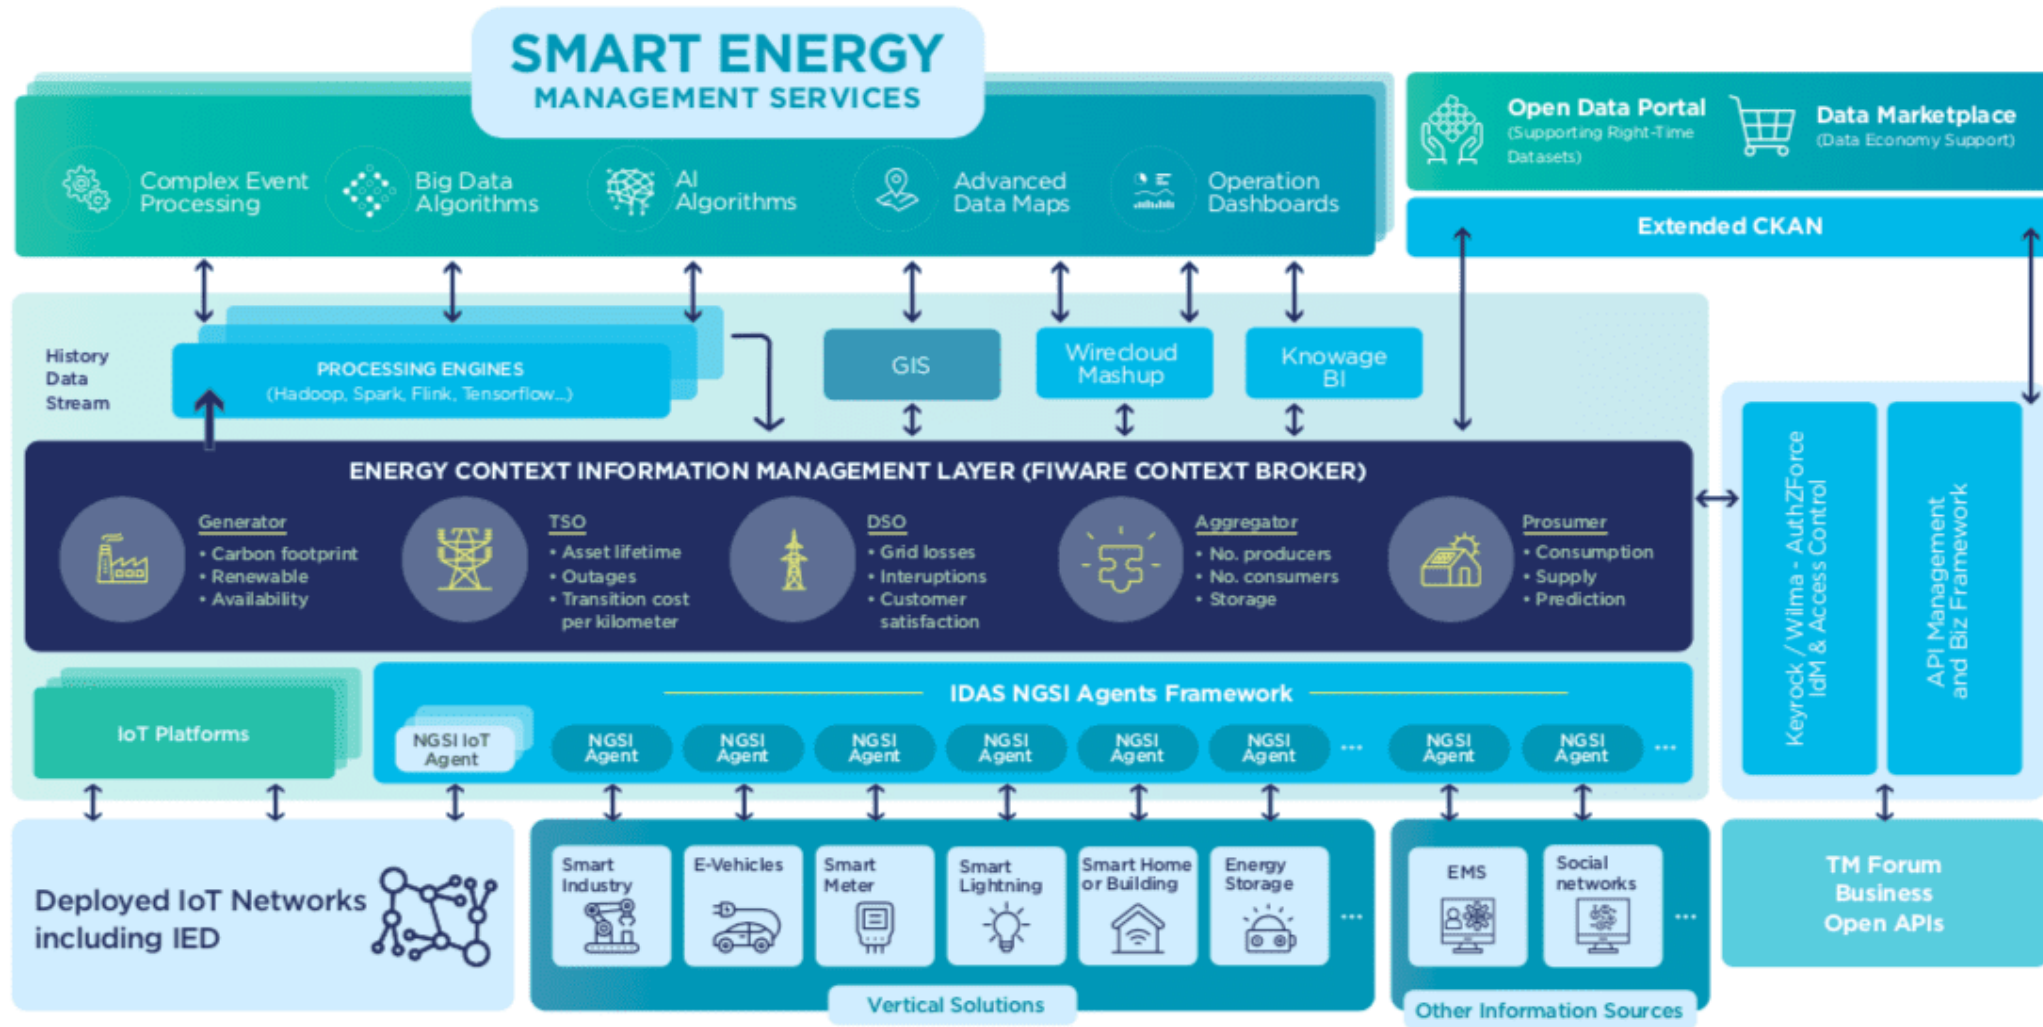 SMART ENERGY
MANAGEMENT SERVICES
Complex Event
Processing
Big Data
Algorithms
AI
Algorithms
Advanced
Data Maps
Operation
Dashboards
Open Data Portal
(Supporting Right-Time
Datasets)
Data Marketplace
(Data Economy Support)
Extended CKAN
History
Data
Stream
PROCESSING ENGINES
(Hadoop, Spark, Flink, Tensorflow...)
GIS
Wirecloud
Mashup
Knowage
BI
ENERGY CONTEXT INFORMATION MANAGEMENT LAYER (FIWARE CONTEXT BROKER)
Generator
• Carbon footprint
• Renewable
• Availability
TSO
• Asset lifetime
• Outages
• Transition cost
per kilometer
DSO
• Grid losses
• Interuptions
• Customer
satisfaction
Aggregator
• No. producers
• No. consumers
• Storage
Prosumer
• Consumption
• Supply
• Prediction
Keyrock / Wilma - AuthZForce
IdM & Access Control
API Management
and Biz Framework
IoT Platforms
IDAS NGSI Agents Framework
NGSI IoT
Agent
NGSI
Agent
NGSI
Agent
NGSI
Agent
NGSI
Agent
NGSI
Agent
NGSI
Agent
...
NGSI
Agent
NGSI
Agent
...
Deployed IoT Networks
including IED
Smart
Industry
E-Vehicles
Smart
Meter
Smart
Lightning
Smart Home
or Building
Energy
Storage
...
Vertical Solutions
EMS
Social
networks
...
Other Information Sources
TM Forum
Business
Open APIs